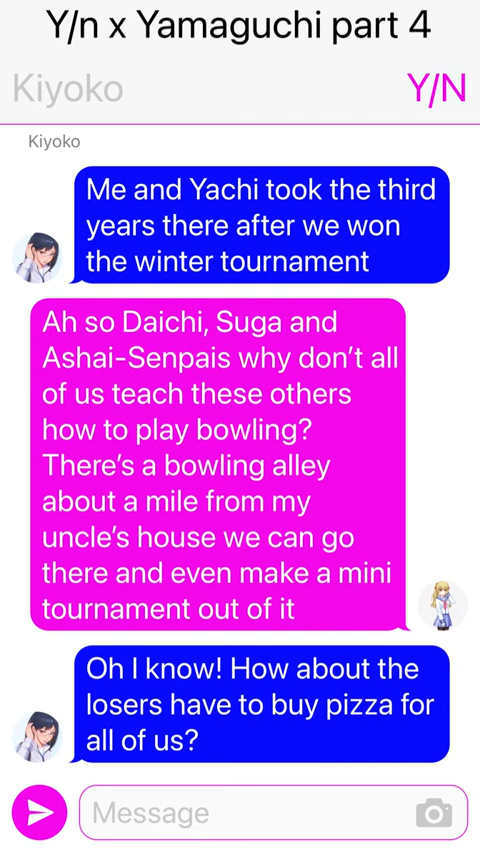 Y/n x Yamaguchi part 4
Kiyoko
Y/N
Kiyoko
Me and Yachi took the third
years there after we won
the winter tournament
Ah so Daichi, Suga and
Ashai-Senpais why don't all
of us teach these others
how to play bowling?
There's a bowling alley
about a mile from my
uncle's house we can go
there and even make a mini
tournament out of it
Oh I know! How about the
losers have to buy pizza for
all of us?
Message